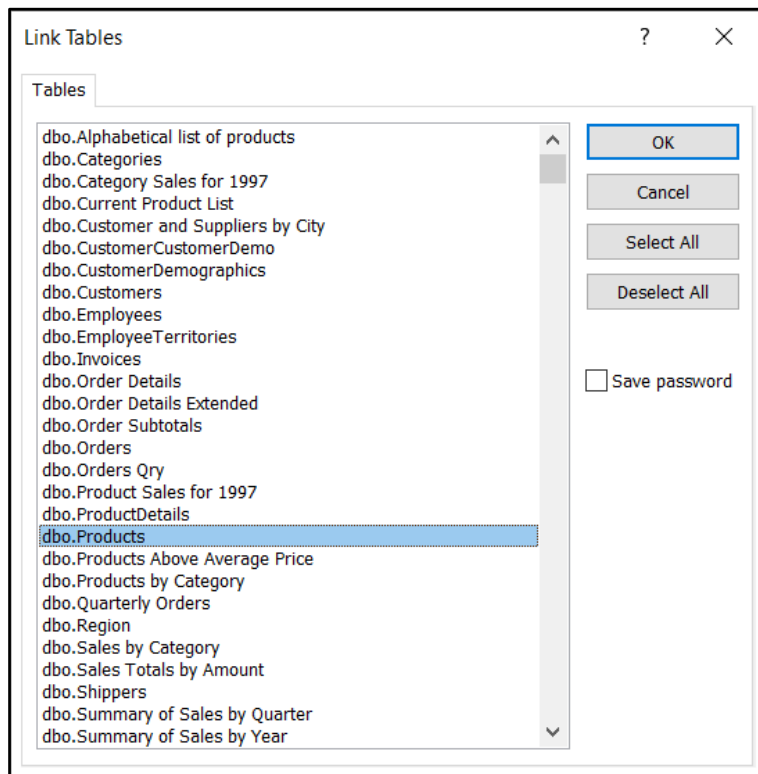 Link Tables
?
Tables
dbo.Alphabetical list of products
dbo.Categories
dbo.Category Sales for 1997
dbo.Current Product List
dbo.Customer and Suppliers by City
dbo.CustomerCustomerDemo
dbo.CustomerDemographics
dbo.Customers
dbo.Employees
dbo.EmployeeTerritories
dbo.Invoices
dbo.Order Details
dbo.Order Details Extended
dbo.Order Subtotals
dbo.Orders
dbo.Orders Qry
dbo.Product Sales for 1997
dbo.ProductDetails
dbo.Products
dbo.Products Above Average Price
dbo.Products by Category
dbo.Quarterly Orders
dbo.Region
dbo.Sales by Category
dbo.Sales Totals by Amount
dbo.Shippers
dbo.Summary of Sales by Quarter
dbo.Summary of Sales by Year
OK
Cancel
Select All
Deselect All
Save password